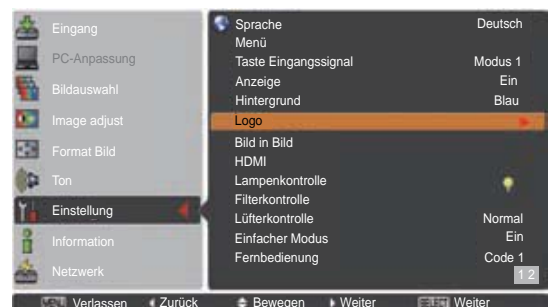 Eingang
PC-Anpassung
Bildauswahl
Image adjust
Format Bild
Ton
Einstellung
Information
Netzwerk
Sprache Deutsch
Menü
Taste Eingangssignal Modus 1
Anzeige Ein
Hintergrund Blau
Logo
Bild in Bild
HDMI
Lampenkontrolle
Filterkontrolle
Lüfterkontrolle Normal
Einfacher Modus Ein
Fernbedienung Code 1
1 2
Verlassen Zurück Bewegen Weiter Weiter